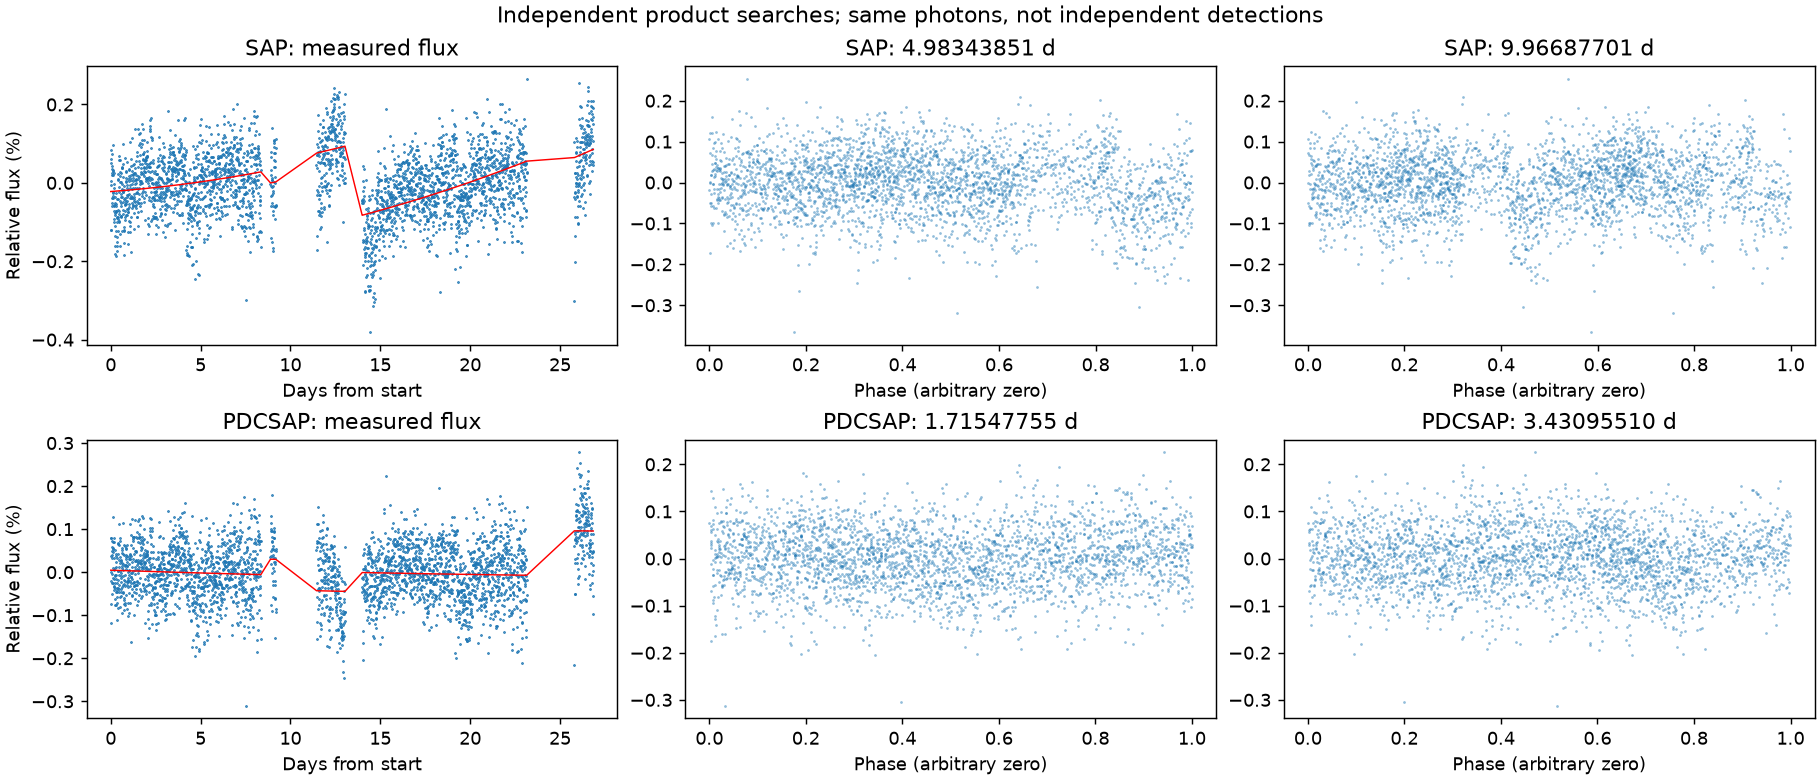 Independent product searches; same photons, not independent detections
SAP: measured flux
SAP: 4.98343851 d
SAP: 9.96687701 d
Relative flux (%)
0.2
0.0
−0.2
−0.4
0 5 10 15 20 25
Days from start
0.2
0.1
0.0
−0.1
−0.2
−0.3
0.0 0.2 0.4 0.6 0.8 1.0
Phase (arbitrary zero)
0.2
0.1
0.0
−0.1
−0.2
−0.3
0.0 0.2 0.4 0.6 0.8 1.0
Phase (arbitrary zero)
PDCSAP: measured flux
PDCSAP: 1.71547755 d
PDCSAP: 3.43095510 d
Relative flux (%)
0.3
0.2
0.1
0.0
−0.1
−0.2
−0.3
0 5 10 15 20 25
Days from start
0.2
0.1
0.0
−0.1
−0.2
−0.3
0.0 0.2 0.4 0.6 0.8 1.0
Phase (arbitrary zero)
0.2
0.1
0.0
−0.1
−0.2
−0.3
0.0 0.2 0.4 0.6 0.8 1.0
Phase (arbitrary zero)